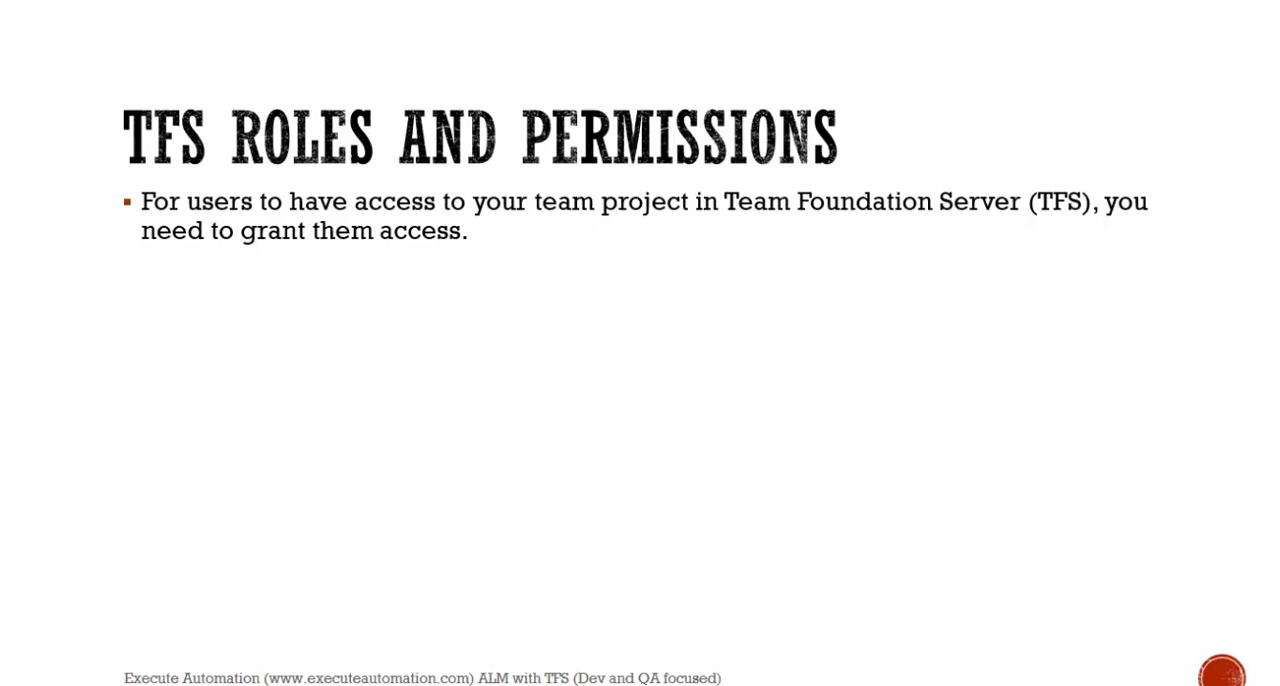 TFS ROLES AND PERMISSIONS
▪ For users to have access to your team project in Team Foundation Server (TFS), you
need to grant them access.
Execute Automation (www.executeautomation.com) ALM with TFS (Dev and QA focused)